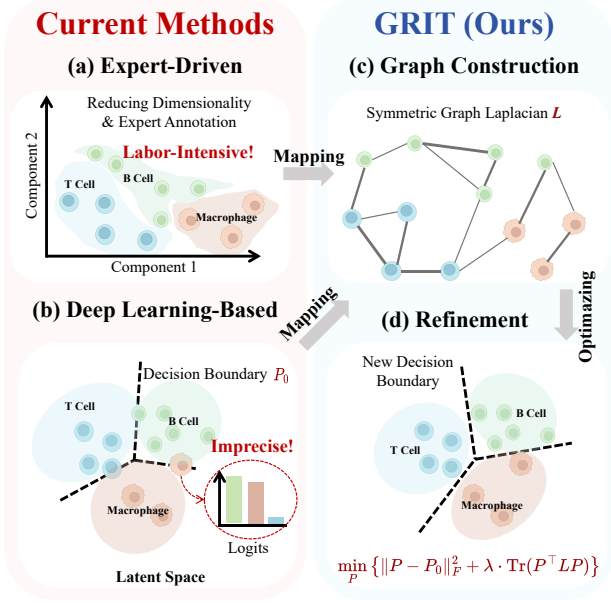 Current Methods
(a) Expert-Driven
Reducing Dimensionality
& Expert Annotation
Labor-Intensive!
T Cell
B Cell
Macrophage
Component 2
Component 1
Mapping
(b) Deep Learning-Based
Mapping
Decision Boundary P₀
T Cell
B Cell
Imprecise!
Macrophage
Logits
Latent Space
GRIT (Ours)
(c) Graph Construction
Symmetric Graph Laplacian L
Optimazing
(d) Refinement
New Decision
Boundary
B Cell
T Cell
Macrophage
min_P {‖P − P₀‖²_F + λ · Tr(P^⊤LP)}